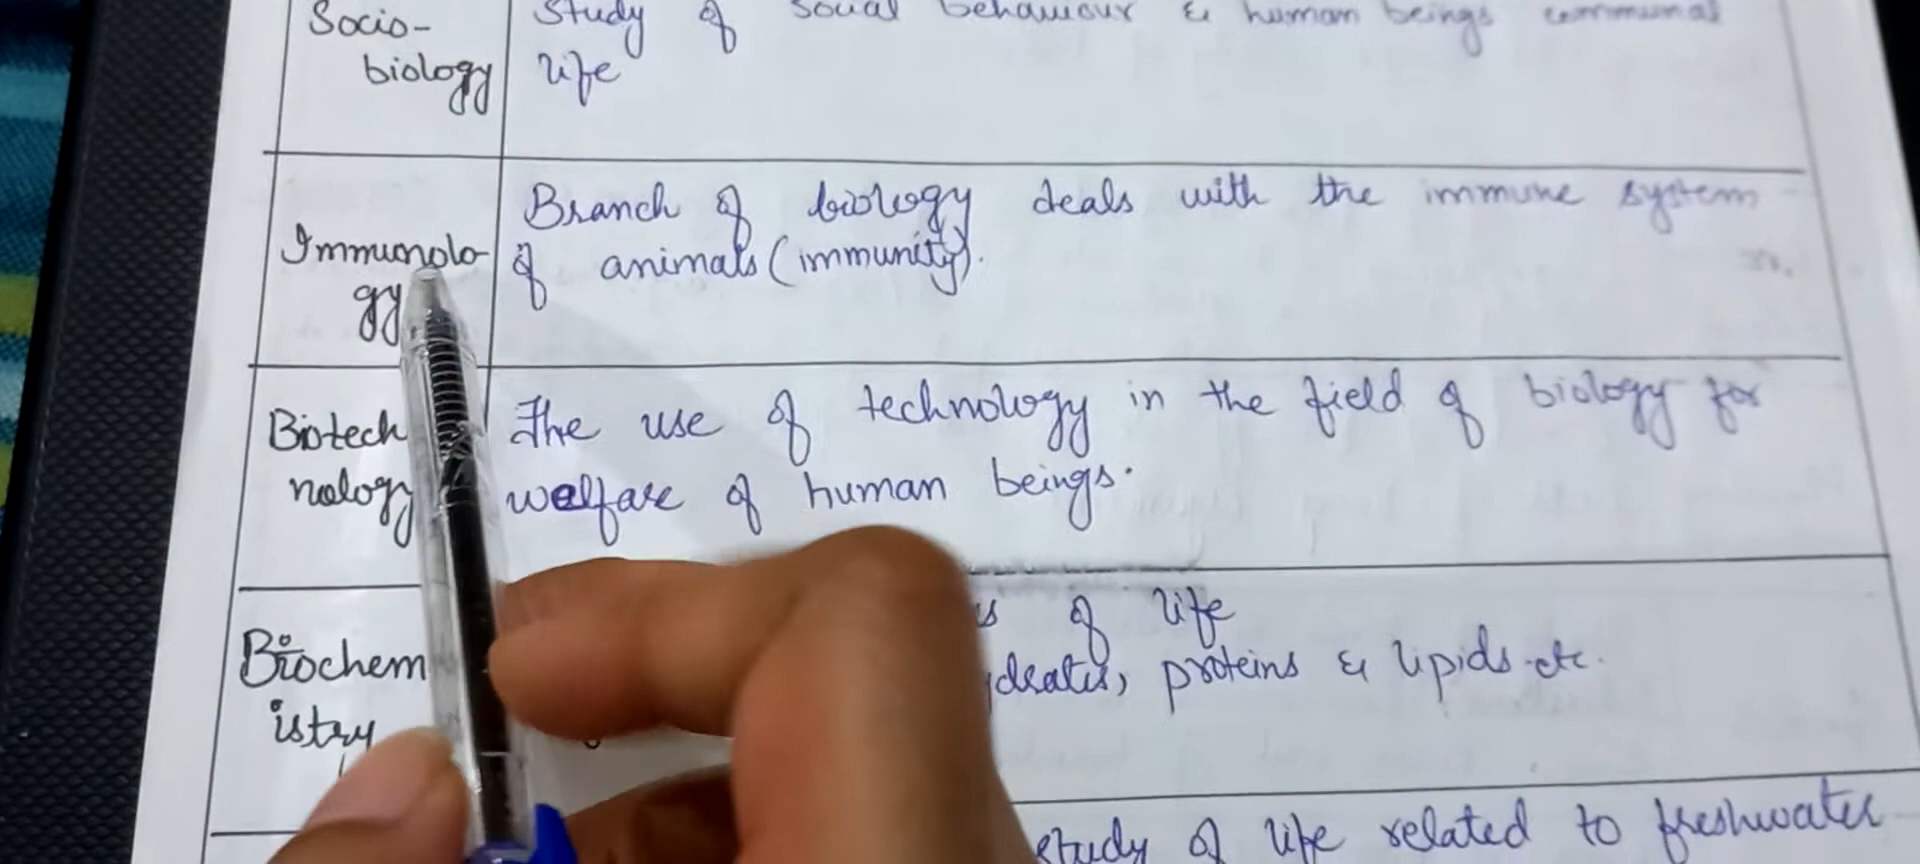 Socio-
biology
Study of social behaviour & human beings communal
life
Immunolo-
gy
Branch of biology deals with the immune system
of animals (immunity).
Biotech
nology
The use of technology in the field of biology for
welfare of human beings.
Biochem
istry
of life
proteins & lipids etc.
study of life related to freshwater